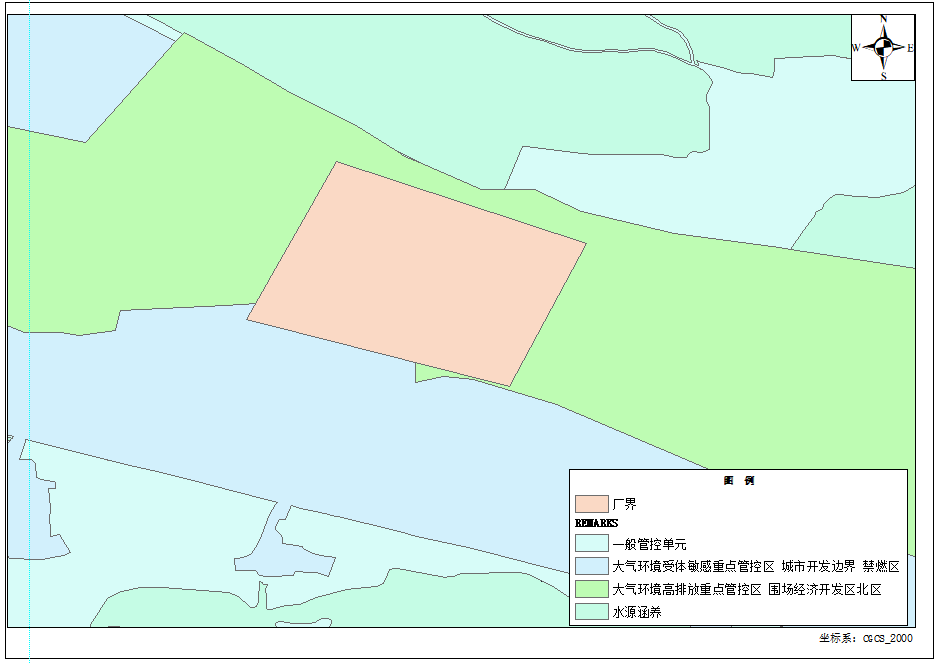 N
W E
S
图 例
厂界
REMARKS
一般管控单元
大气环境受体敏感重点管控区 城市开发边界 禁燃区
大气环境高排放重点管控区 围场经济开发区北区
水源涵养
坐标系：CGCS_2000